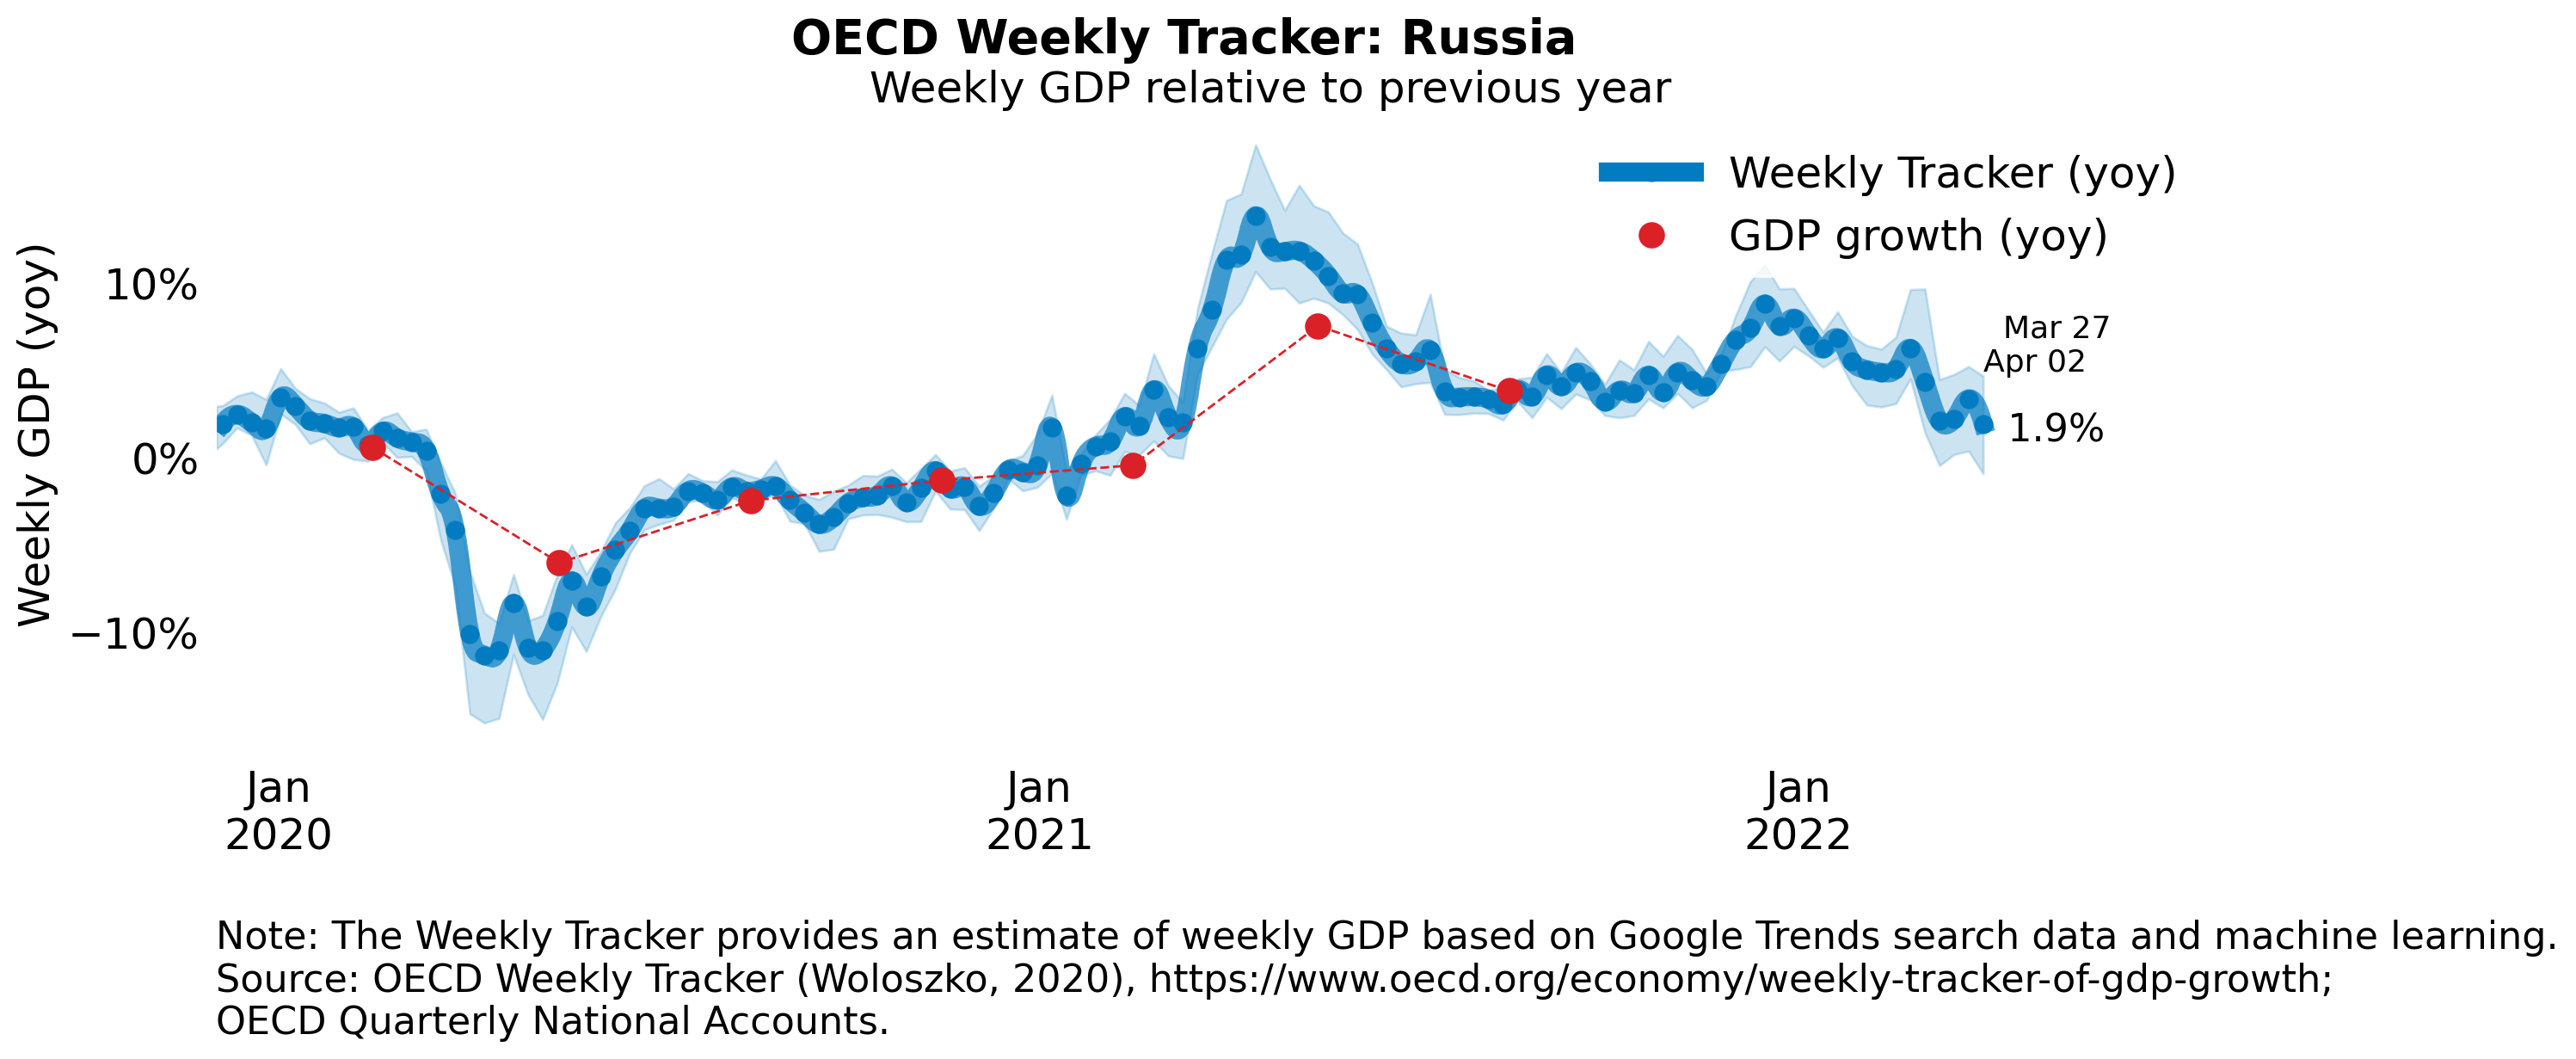 OECD Weekly Tracker: Russia
Weekly GDP relative to previous year
Weekly Tracker (yoy)
GDP growth (yoy)
Weekly GDP (yoy)
10%
0%
−10%
Mar 27
Apr 02
1.9%
Jan
2020
Jan
2021
Jan
2022
Note: The Weekly Tracker provides an estimate of weekly GDP based on Google Trends search data and machine learning.
Source: OECD Weekly Tracker (Woloszko, 2020), https://www.oecd.org/economy/weekly-tracker-of-gdp-growth;
OECD Quarterly National Accounts.